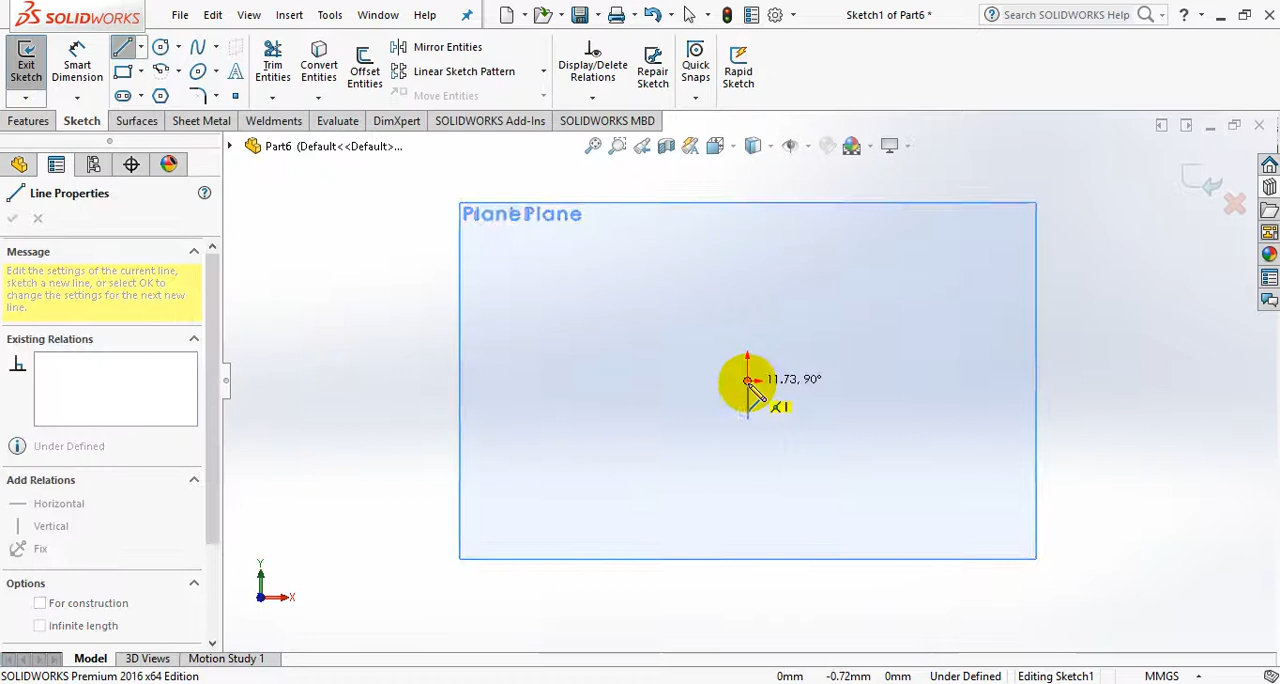 SOLIDWORKS
File Edit View Insert Tools Window Help
Sketch1 of Part6 *
Search SOLIDWORKS Help
?
Exit Sketch
Smart Dimension
Trim Entities
Convert Entities
Offset Entities
Mirror Entities
Linear Sketch Pattern
Move Entities
Display/Delete Relations
Repair Sketch
Quick Snaps
Rapid Sketch
Features Sketch Surfaces Sheet Metal Weldments Evaluate DimXpert SOLIDWORKS Add-Ins SOLIDWORKS MBD
Part6 (Default<<Default>...
Line Properties
Message
Edit the settings of the current line,
sketch a new line, or select OK to
change the settings for the next new
line.
Existing Relations
Under Defined
Add Relations
Horizontal
Vertical
Fix
Options
For construction
Infinite length
Plane Plane
11.73, 90°
Y
X
Model 3D Views Motion Study 1
SOLIDWORKS Premium 2016 x64 Edition
0mm -0.72mm 0mm Under Defined Editing Sketch1 MMGS